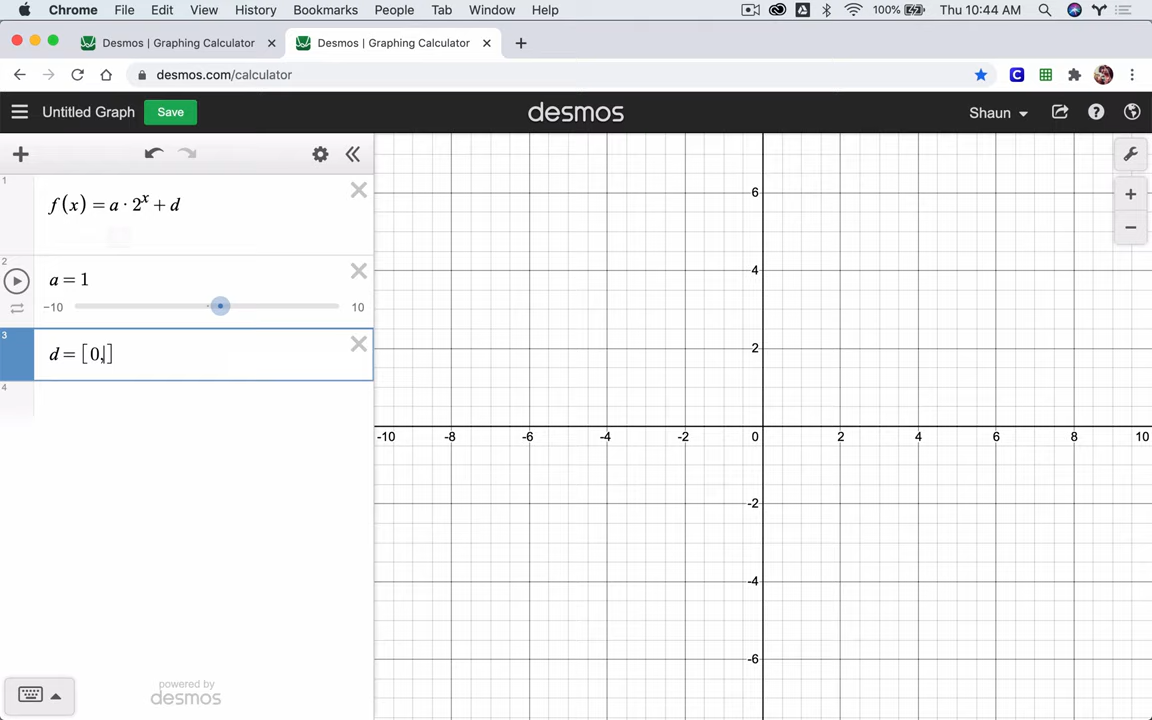 Chrome File Edit View History Bookmarks People Tab Window Help 100% Thu 10:44 AM
Desmos | Graphing Calculator Desmos | Graphing Calculator
desmos.com/calculator
Untitled Graph Save desmos Shaun
1
f(x) = a · 2^x + d
2
a = 1
−10 10
3
d = [0,]
4
powered by
desmos
6
4
2
-10 -8 -6 -4 -2 0 2 4 6 8 10
-2
-4
-6